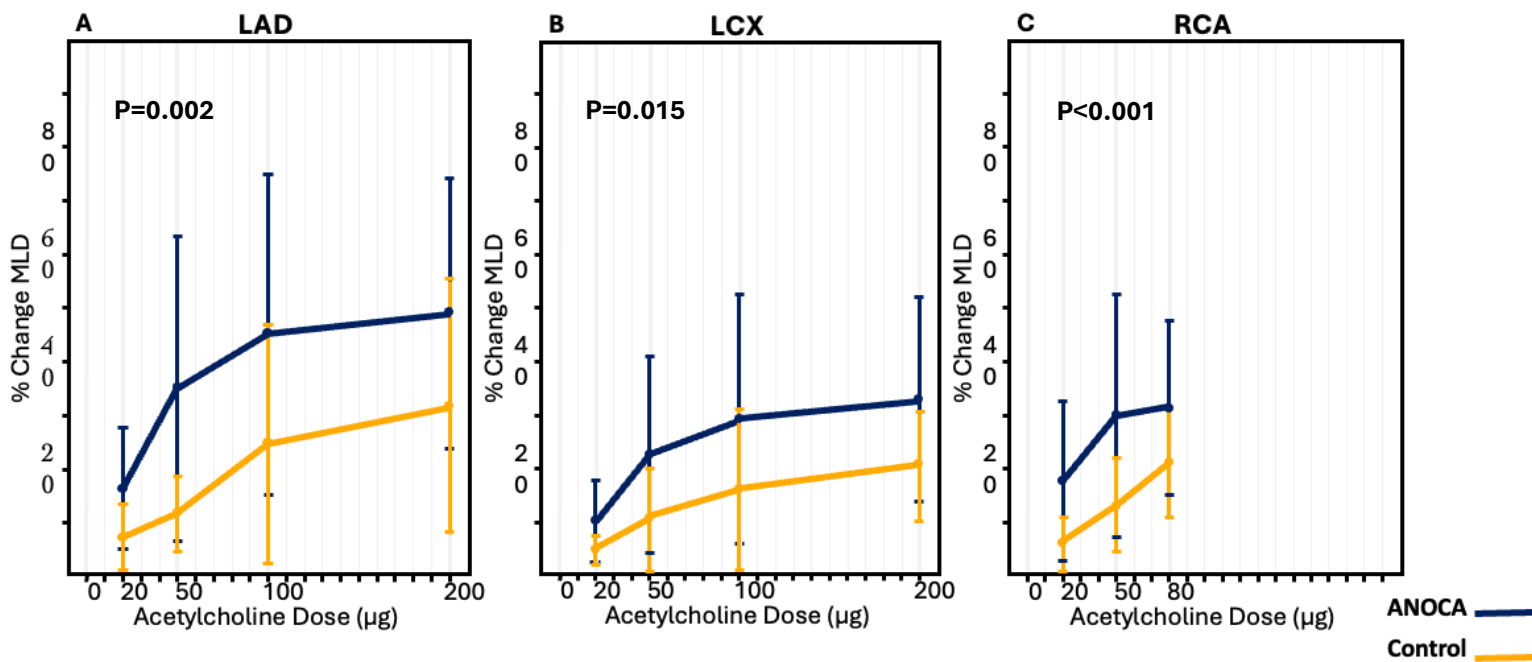 A LAD
P=0.002
% Change MLD
8
0
6
0
4
0
2
0
0 20 50 100 200
Acetylcholine Dose (µg)
B LCX
P=0.015
% Change MLD
8
0
6
0
4
0
2
0
0 20 50 100 200
Acetylcholine Dose (µg)
C RCA
P<0.001
% Change MLD
8
0
6
0
4
0
2
0
0 20 50 80
Acetylcholine Dose (µg)
ANOCA
Control